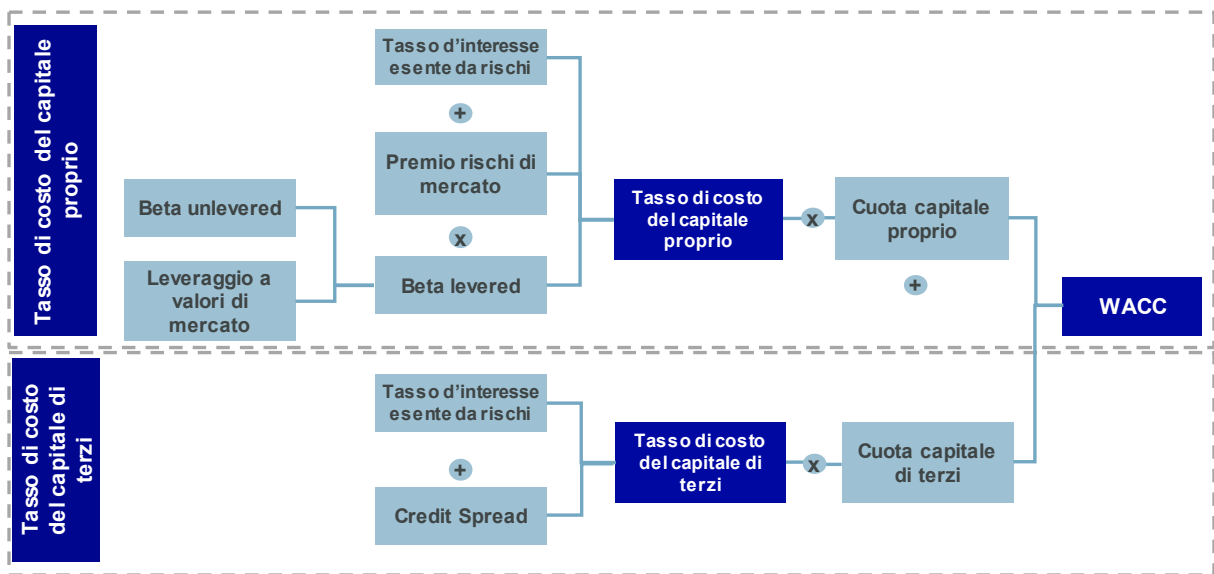 Tasso di costo del capitale
proprio
Tasso d'interesse
esente da rischi
+
Premio rischi di
mercato
x
Beta unlevered
Leveraggio a
valori di
mercato
Beta levered
Tasso di costo
del capitale
proprio
x
Cuota capitale
proprio
+
WACC
Tasso di costo
del capitale di
terzi
Tasso d'interesse
esente da rischi
+
Credit Spread
Tasso di costo
del capitale di
terzi
x
Cuota capitale
di terzi